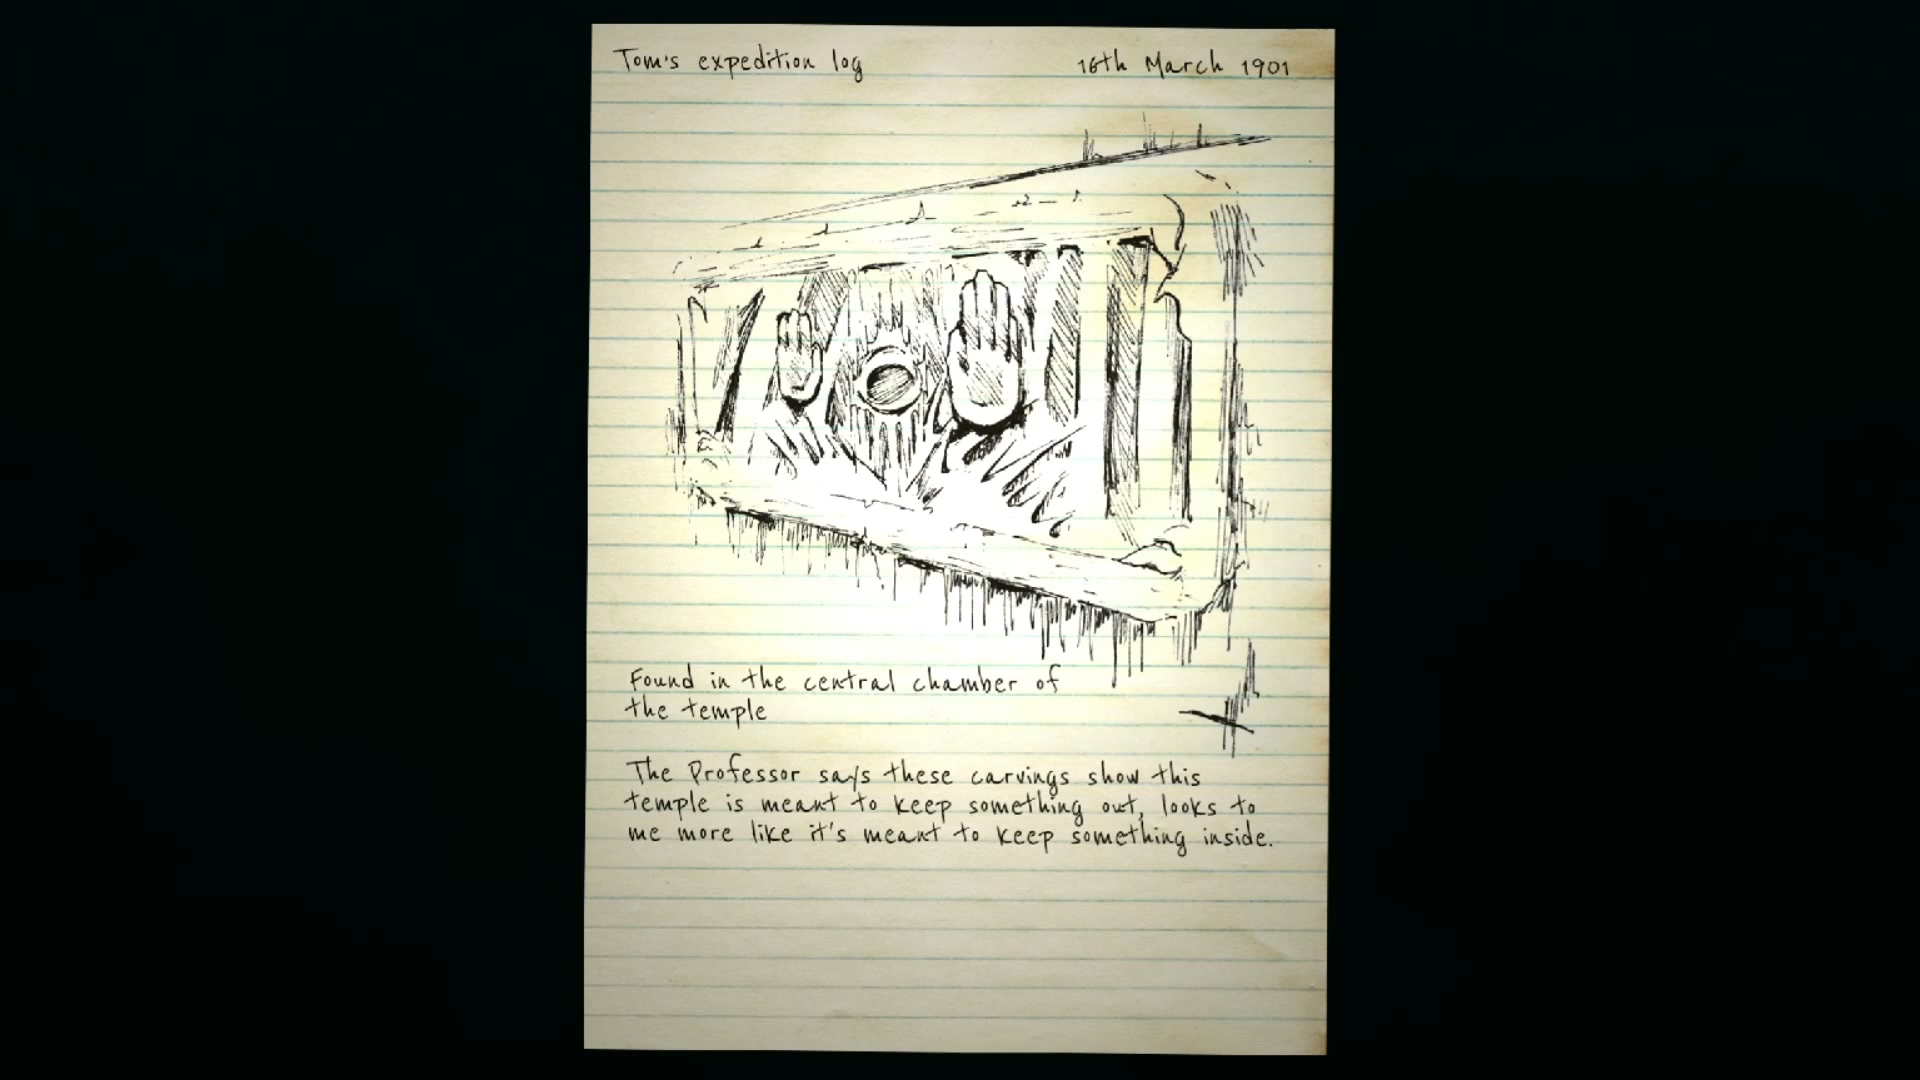 Tom's expedition log
16th March 1901
Found in the central chamber of
the temple
The Professor says these carvings show this
temple is meant to keep something out, looks to
me more like it's meant to keep something inside.